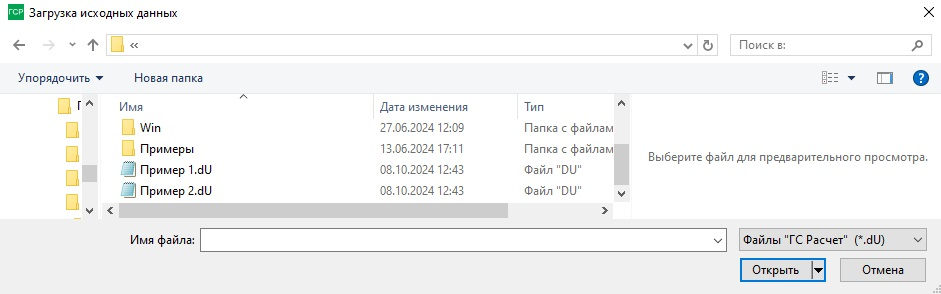 ГСР Загрузка исходных данных
«
Поиск в:
Упорядочить Новая папка
Имя Дата изменения Тип
Win 27.06.2024 12:09 Папка с файлам
Примеры 13.06.2024 17:11 Папка с файлам
Пример 1.dU 08.10.2024 12:43 Файл "DU"
Пример 2.dU 08.10.2024 12:43 Файл "DU"
Выберите файл для предварительного просмотра.
Имя файла: Файлы "ГС Расчет" (*.dU)
Открыть Отмена